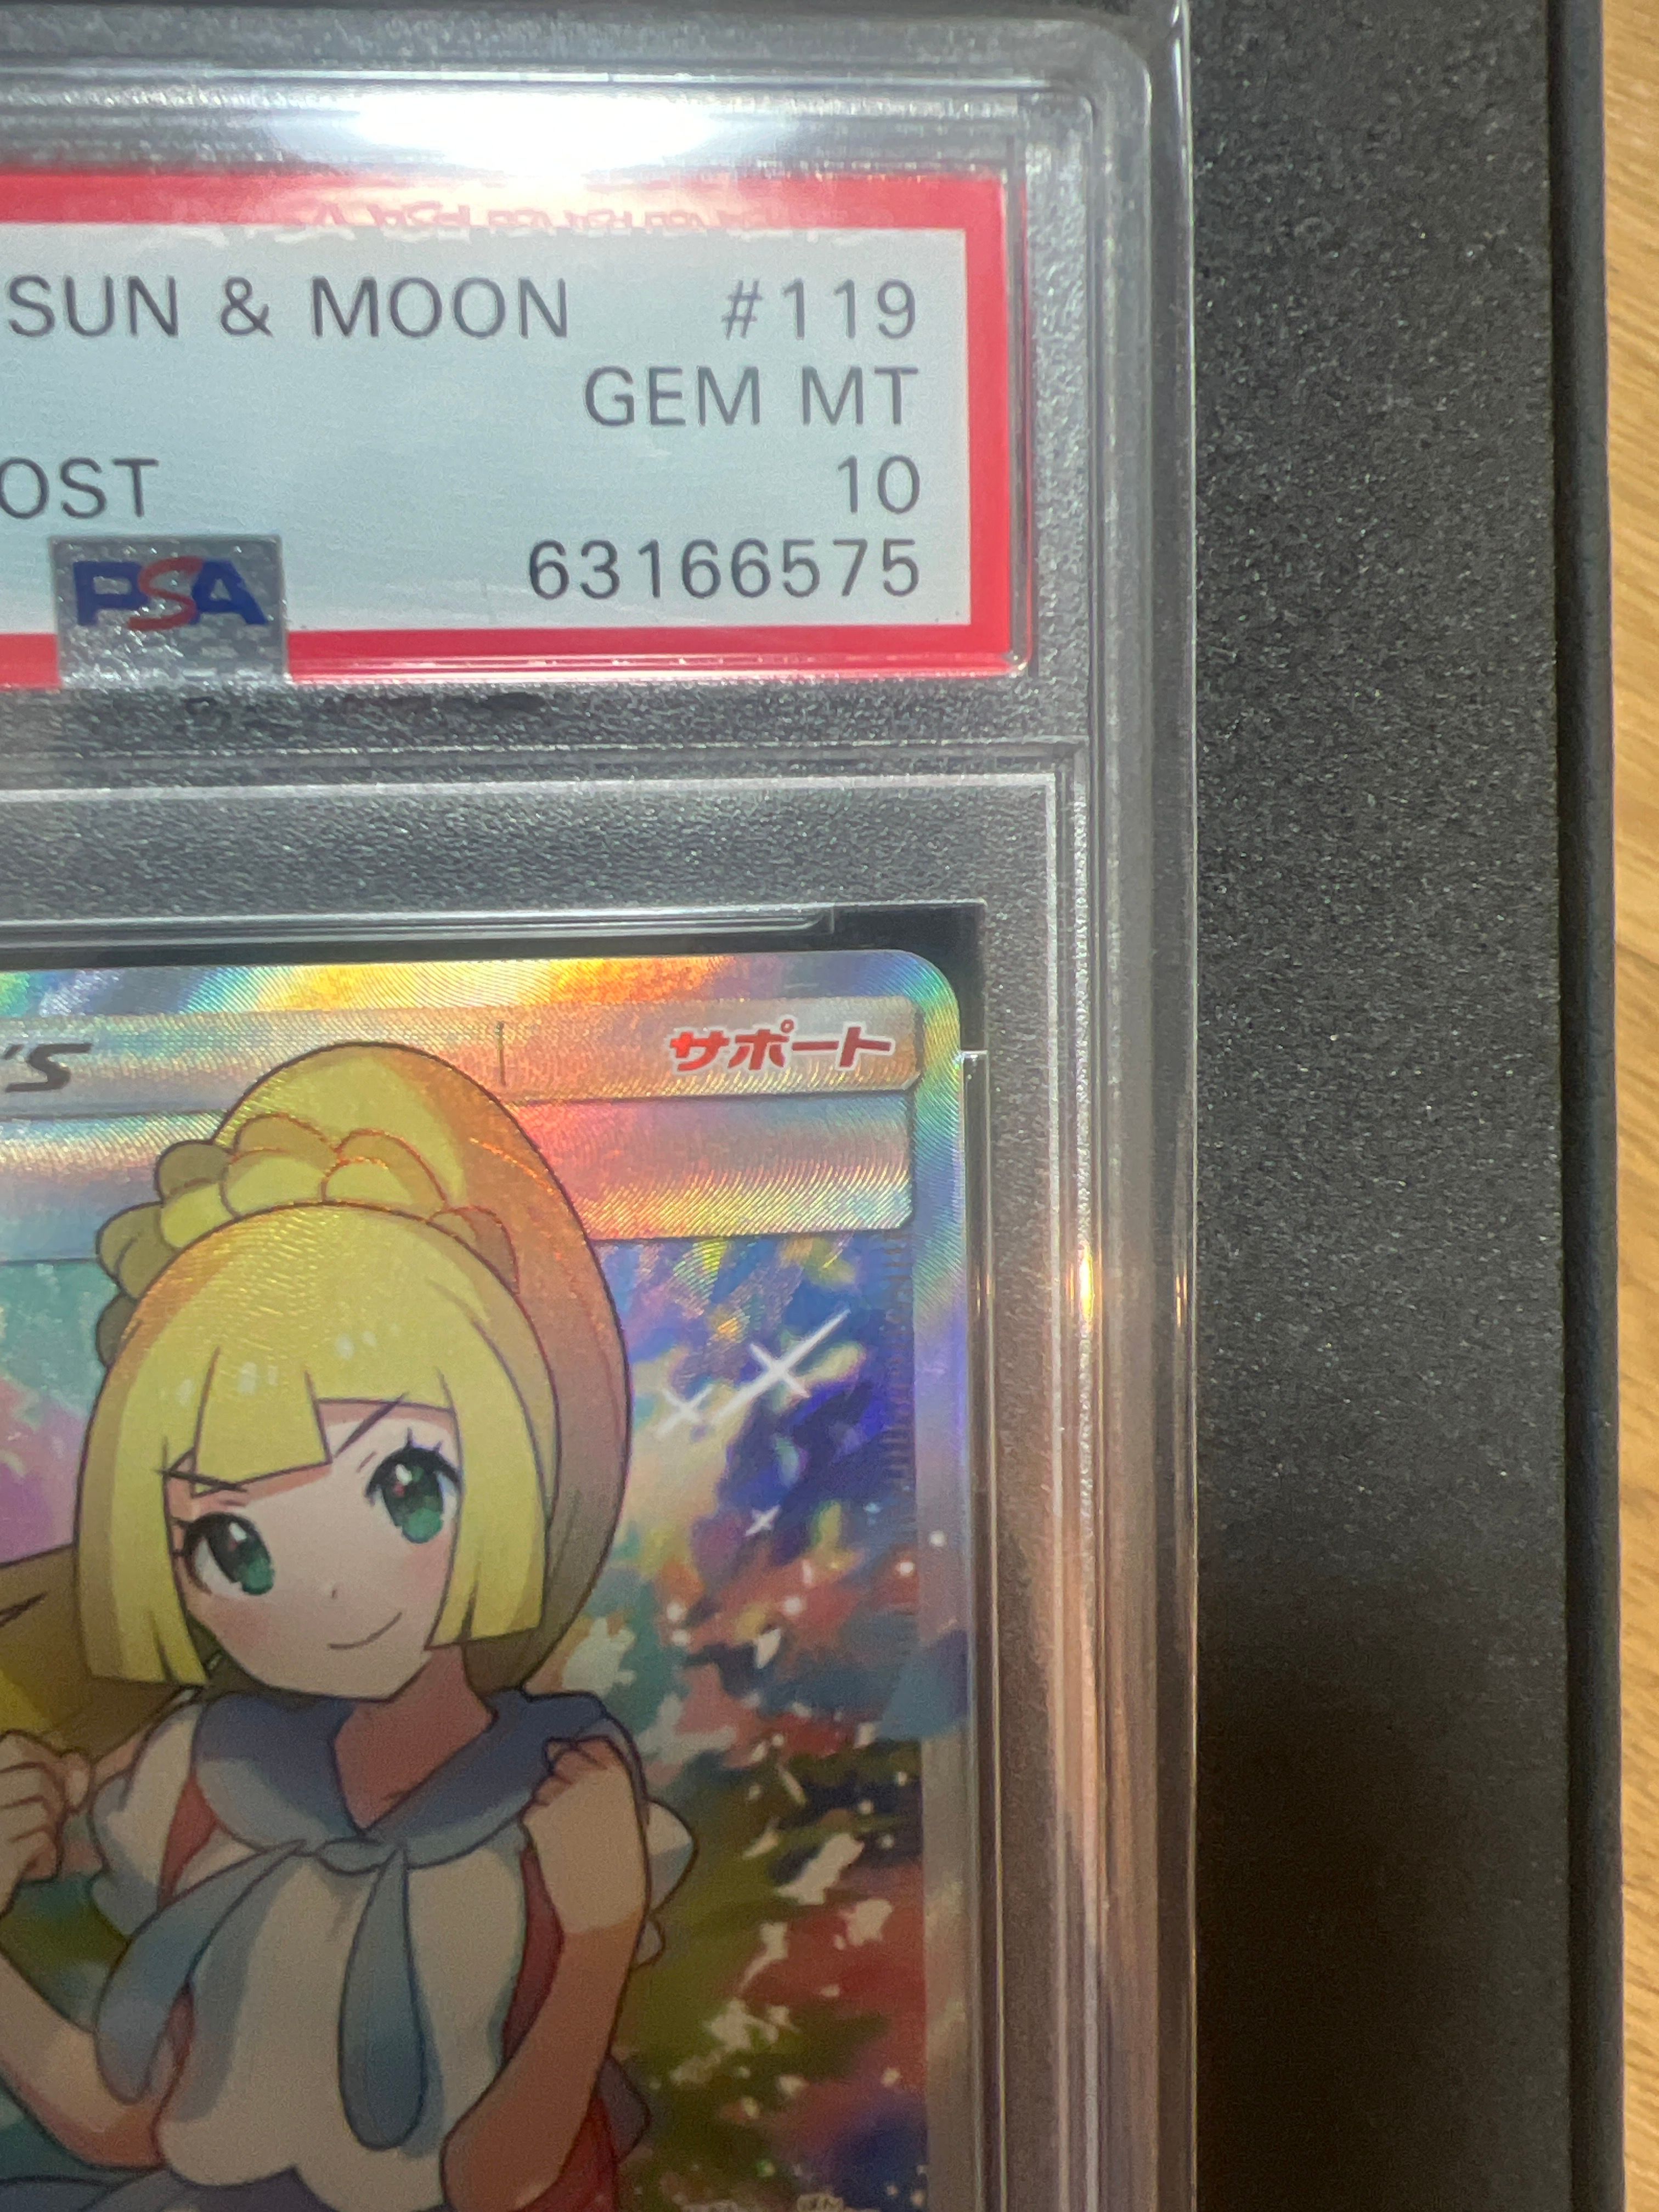 SUN & MOON #119
GEM MT
OST 10
PSA 63166575
'S サポート